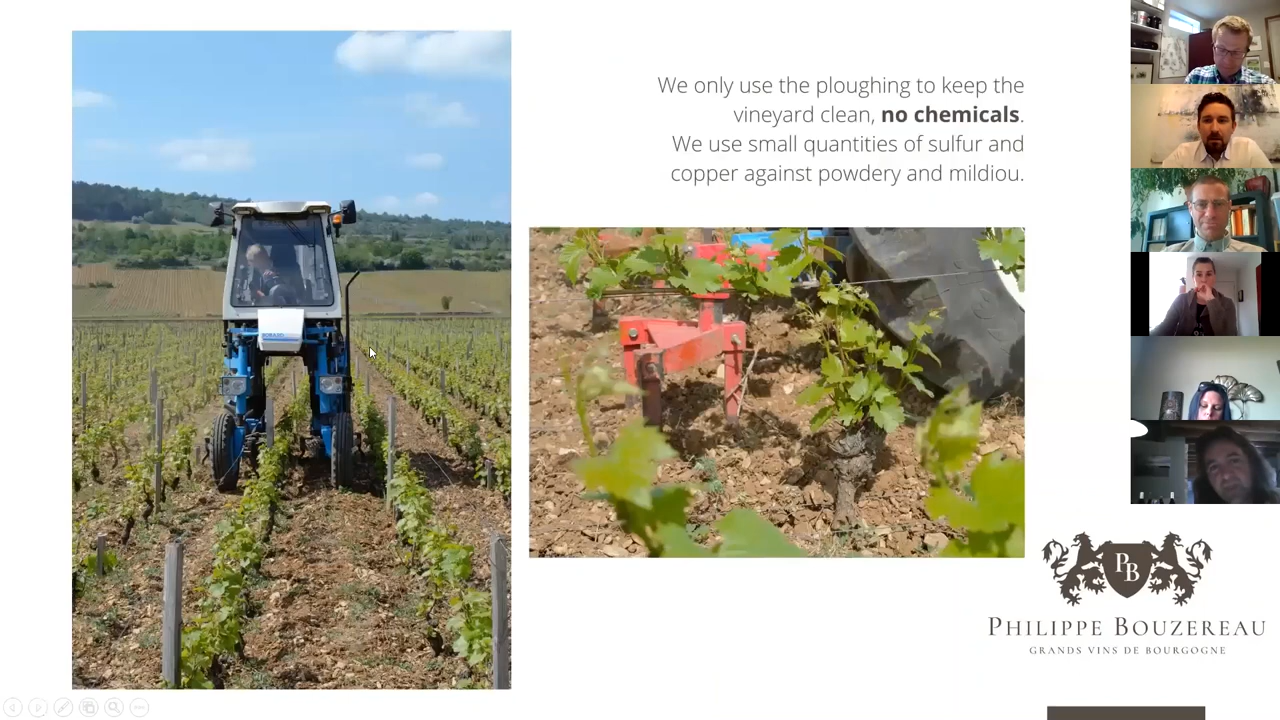 We only use the ploughing to keep the
vineyard clean, no chemicals.
We use small quantities of sulfur and
copper against powdery and mildiou.
PB
PHILIPPE BOUZEREAU
GRANDS VINS DE BOURGOGNE